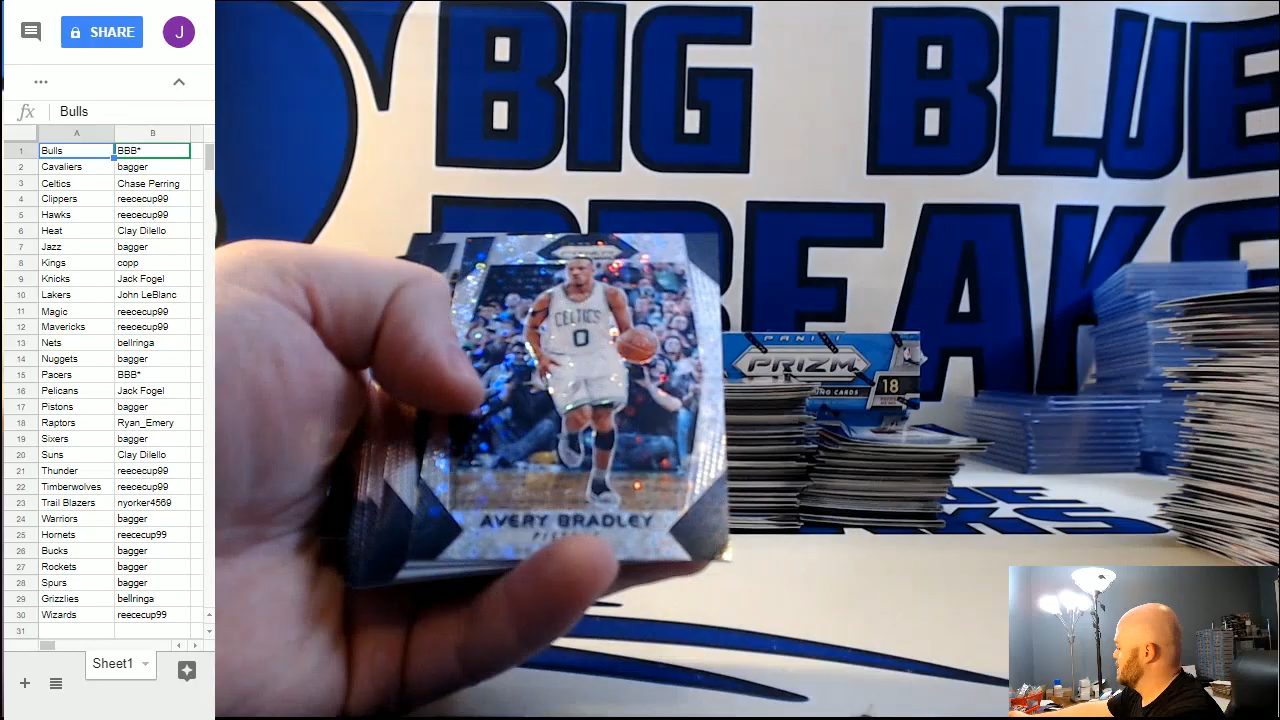 SHARE
J
...
fx Bulls
A B
1 Bulls BBB*
2 Cavaliers bagger
3 Celtics Chase Perring
4 Clippers reececup99
5 Hawks reececup99
6 Heat Clay Dilello
7 Jazz bagger
8 Kings copp
9 Knicks Jack Fogel
10 Lakers John LeBlanc
11 Magic reececup99
12 Mavericks reececup99
13 Nets bellringa
14 Nuggets bagger
15 Pacers BBB*
16 Pelicans Jack Fogel
17 Pistons bagger
18 Raptors Ryan_Emery
19 Sixers bagger
20 Suns Clay Dilello
21 Thunder reececup99
22 Timberwolves reececup99
23 Trail Blazers nyorker4569
24 Warriors bagger
25 Hornets reececup99
26 Bucks bagger
27 Rockets bagger
28 Spurs bagger
29 Grizzlies bellringa
30 Wizards reececup99
31
Sheet1
BIG BLUE
BREAKS
PRIZM
CELTICS
0
AVERY BRADLEY
PISTONS
PANINI
PRIZM
18
BLUE